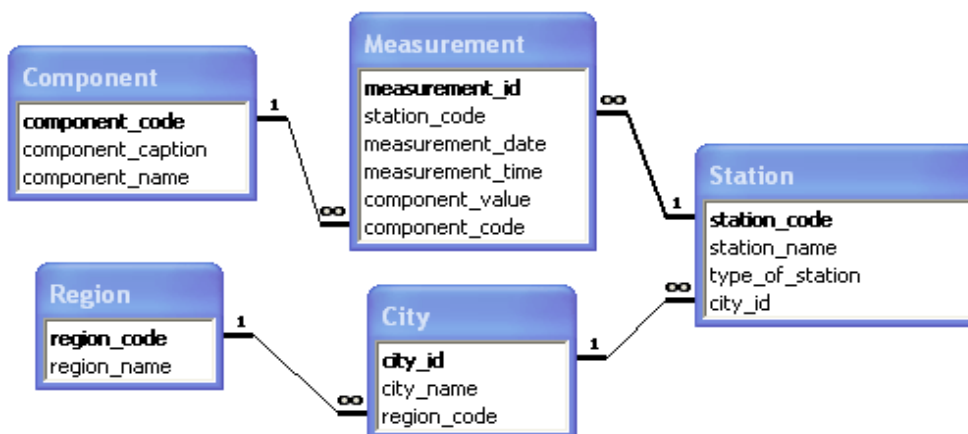 Component
component_code
component_caption
component_name
1
∞
Measurement
measurement_id
station_code
measurement_date
measurement_time
component_value
component_code
∞
1
Station
station_code
station_name
type_of_station
city_id
Region
region_code
region_name
1
∞
City
city_id
city_name
region_code
1
∞